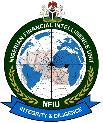 NIGERIAN FINANCIAL INTELLIGENCE UNIT
NFIU
INTEGRITY & DILIGENCE